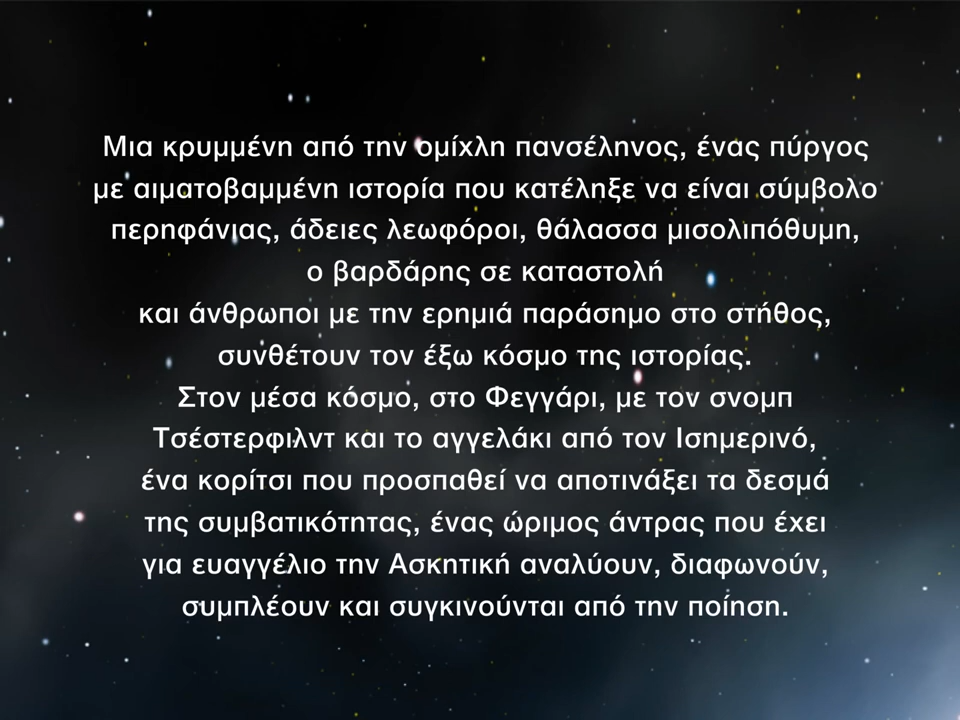 Μια κρυμμένη από την ομίχλη πανσέληνος, ένας πύργος
με αιματοβαμμένη ιστορία που κατέληξε να είναι σύμβολο
περηφάνιας, άδειες λεωφόροι, θάλασσα μισολιπόθυμη,
ο βαρδάρης σε καταστολή
και άνθρωποι με την ερημιά παράσημο στο στήθος,
συνθέτουν τον έξω κόσμο της ιστορίας.
Στον μέσα κόσμο, στο Φεγγάρι, με τον σνομπ
Τσέστερφιλντ και το αγγελάκι από τον Ισημερινό,
ένα κορίτσι που προσπαθεί να αποτινάξει τα δεσμά
της συμβατικότητας, ένας ώριμος άντρας που έχει
για ευαγγέλιο την Ασκητική αναλύουν, διαφωνούν,
συμπλέουν και συγκινούνται από την ποίηση.